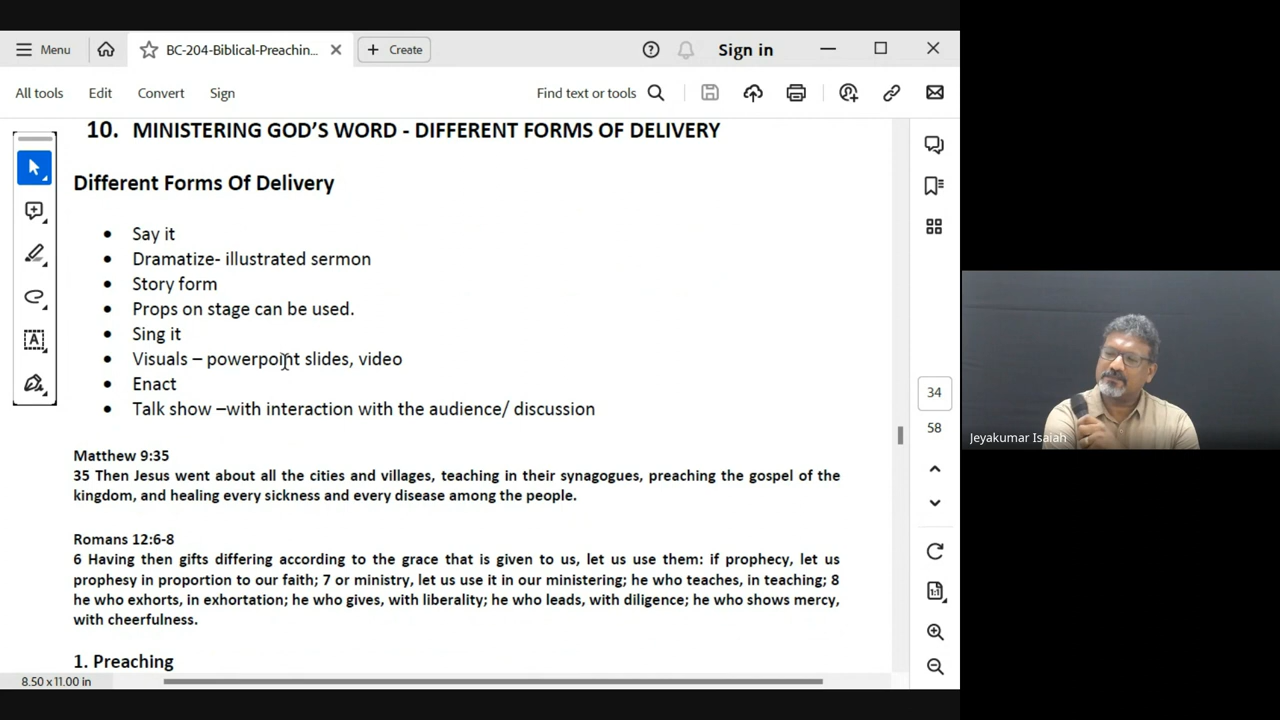 Menu
BC-204-Biblical-Preachin...
Create
Sign in
All tools
Edit
Convert
Sign
Find text or tools
10. MINISTERING GOD'S WORD - DIFFERENT FORMS OF DELIVERY
Different Forms Of Delivery
• Say it
• Dramatize- illustrated sermon
• Story form
• Props on stage can be used.
• Sing it
• Visuals – powerpoint slides, video
• Enact
• Talk show –with interaction with the audience/ discussion
Matthew 9:35
35 Then Jesus went about all the cities and villages, teaching in their synagogues, preaching the gospel of the
kingdom, and healing every sickness and every disease among the people.
Romans 12:6-8
6 Having then gifts differing according to the grace that is given to us, let us use them: if prophecy, let us
prophesy in proportion to our faith; 7 or ministry, let us use it in our ministering; he who teaches, in teaching; 8
he who exhorts, in exhortation; he who gives, with liberality; he who leads, with diligence; he who shows mercy,
with cheerfulness.
1. Preaching
8.50 x 11.00 in
34
58
1:1
Jeyakumar Isaiah